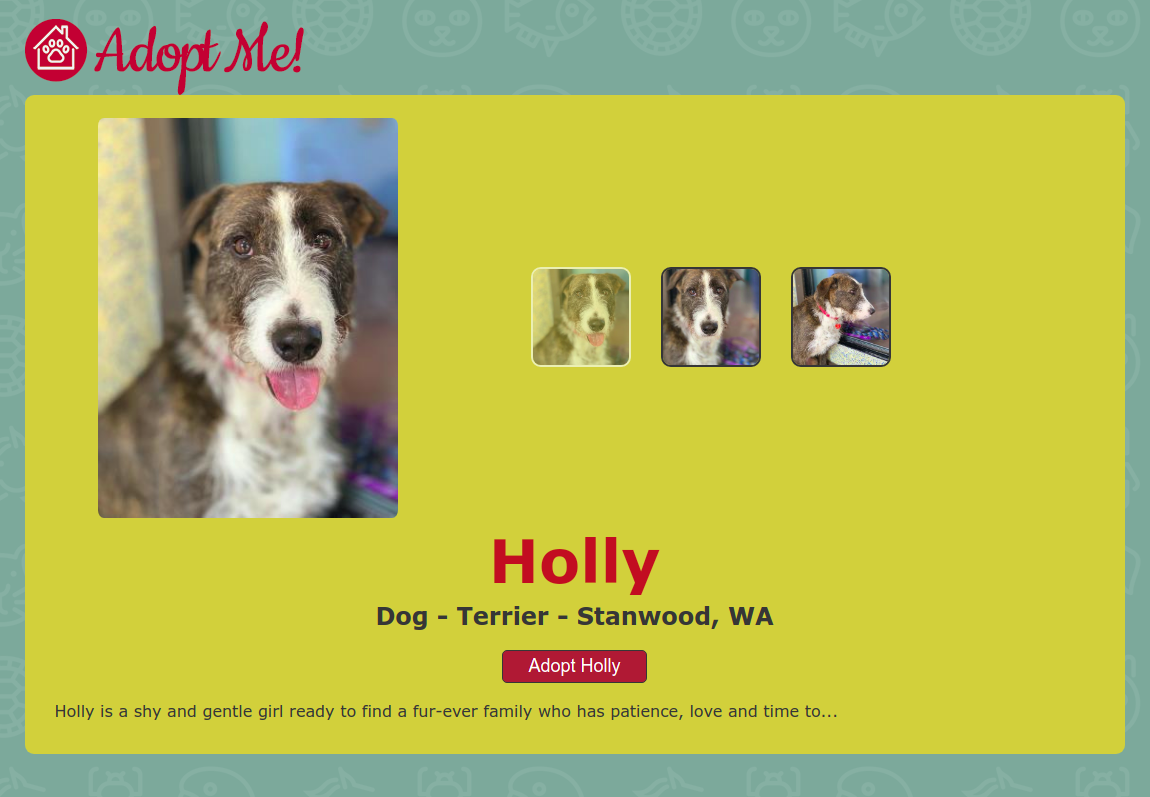 Adopt Me!
Holly
Dog - Terrier - Stanwood, WA
Adopt Holly
Holly is a shy and gentle girl ready to find a fur-ever family who has patience, love and time to...